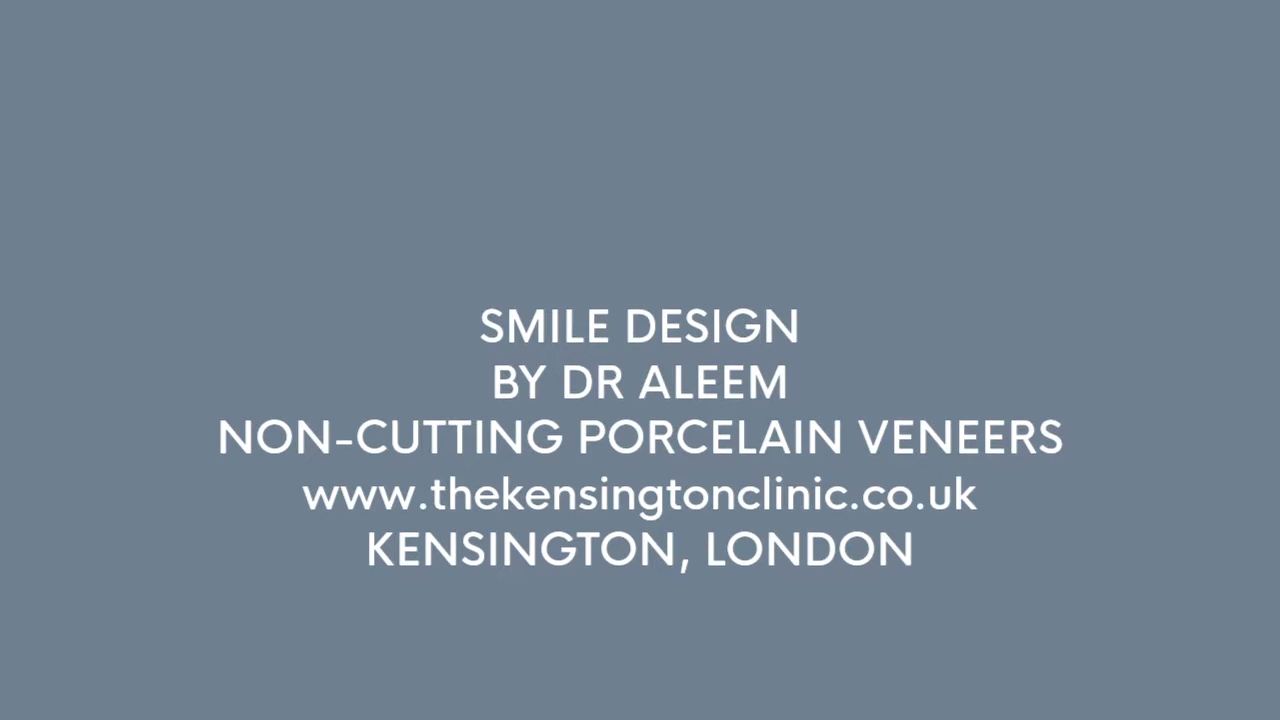 SMILE DESIGN
BY DR ALEEM
NON-CUTTING PORCELAIN VENEERS
www.thekensingtonclinic.co.uk
KENSINGTON, LONDON